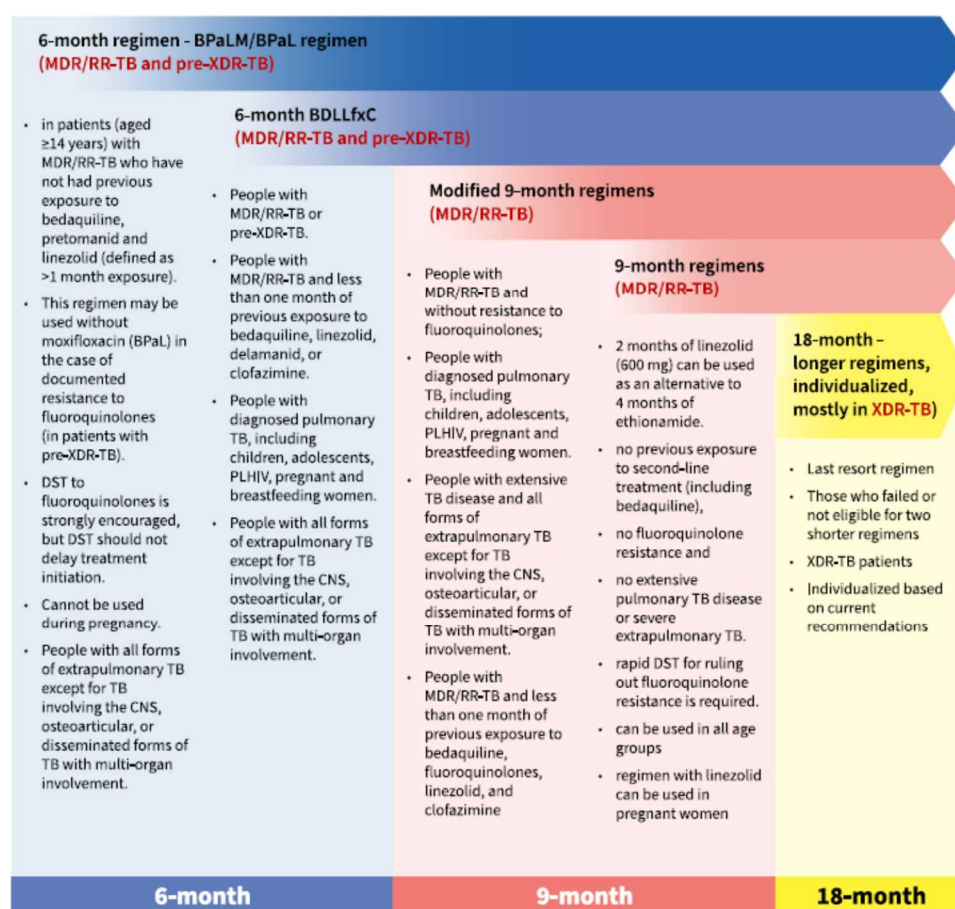 6-month regimen - BPaLM/BPaL regimen
(MDR/RR-TB and pre-XDR-TB)
• in patients (aged
≥14 years) with
MDR/RR-TB who have
not had previous
exposure to
bedaquiline,
pretomanid and
linezolid (defined as
>1 month exposure).
• This regimen may be
used without
moxifloxacin (BPaL) in
the case of
documented
resistance to
fluoroquinolones
(in patients with
pre-XDR-TB).
• DST to
fluoroquinolones is
strongly encouraged,
but DST should not
delay treatment
initiation.
• Cannot be used
during pregnancy.
• People with all forms
of extrapulmonary TB
except for TB
involving the CNS,
osteoarticular, or
disseminated forms of
TB with multi-organ
involvement.
6-month BDLLfxC
(MDR/RR-TB and pre-XDR-TB)
• People with
MDR/RR-TB or
pre-XDR-TB.
• People with
MDR/RR-TB and less
than one month of
previous exposure to
bedaquiline, linezolid,
delamanid, or
clofazimine.
• People with
diagnosed pulmonary
TB, including
children, adolescents,
PLHIV, pregnant and
breastfeeding women.
• People with all forms
of extrapulmonary TB
except for TB
involving the CNS,
osteoarticular, or
disseminated forms of
TB with multi-organ
involvement.
Modified 9-month regimens
(MDR/RR-TB)
• People with
MDR/RR-TB and
without resistance to
fluoroquinolones;
• People with
diagnosed pulmonary
TB, including
children, adolescents,
PLHIV, pregnant and
breastfeeding women.
• People with extensive
TB disease and all
forms of
extrapulmonary TB
except for TB
involving the CNS,
osteoarticular, or
disseminated forms of
TB with multi-organ
involvement.
• People with
MDR/RR-TB and less
than one month of
previous exposure to
bedaquiline,
fluoroquinolones,
linezolid, and
clofazimine
9-month regimens
(MDR/RR-TB)
• 2 months of linezolid
(600 mg) can be used
as an alternative to
4 months of
ethionamide.
• no previous exposure
to second-line
treatment (including
bedaquiline),
• no fluoroquinolone
resistance and
• no extensive
pulmonary TB disease
or severe
extrapulmonary TB.
• rapid DST for ruling
out fluoroquinolone
resistance is required.
• can be used in all age
groups
• regimen with linezolid
can be used in
pregnant women
18-month –
longer regimens,
individualized,
mostly in XDR-TB)
• Last resort regimen
• Those who failed or
not eligible for two
shorter regimens
• XDR-TB patients
• Individualized based
on current
recommendations
6-month
9-month
18-month